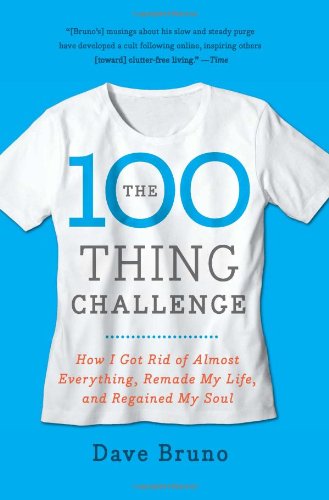 "[Bruno's] musings about his slow and steady purge
have developed a cult following online, inspiring others
[toward] clutter-free living." —Time
THE
100
THING
CHALLENGE
How I Got Rid of Almost
Everything, Remade My Life,
and Regained My Soul
Dave Bruno